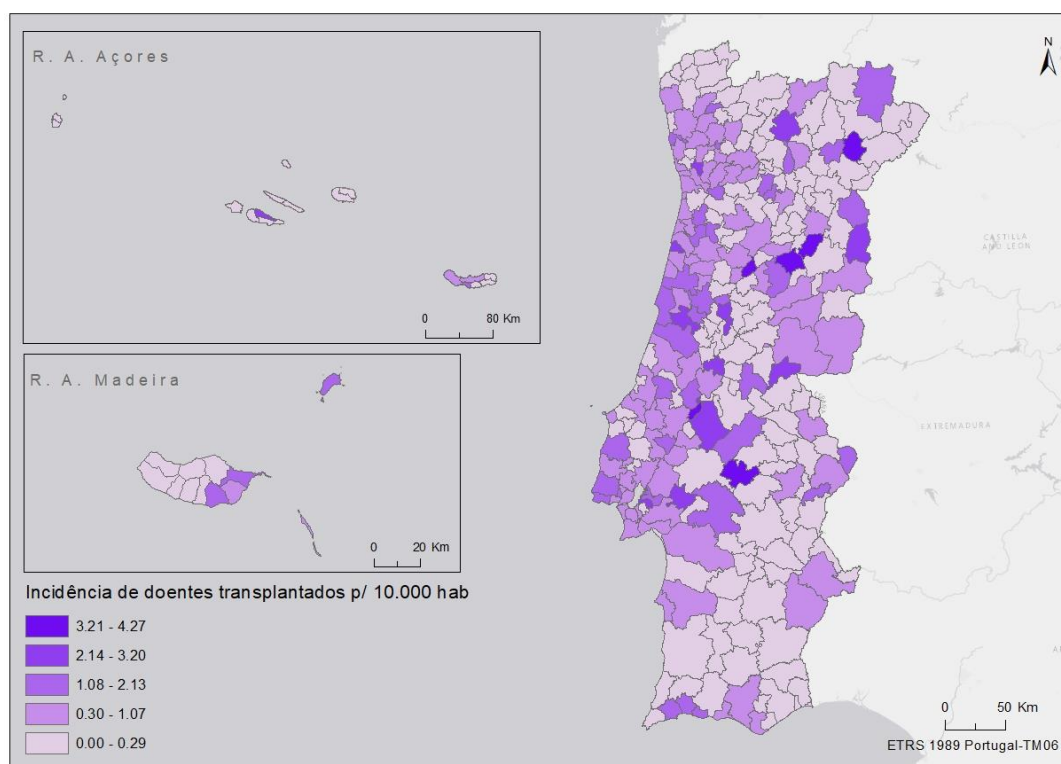 R. A. Açores
0 80 Km
R. A. Madeira
0 20 Km
Incidência de doentes transplantados p/ 10.000 hab
3.21 - 4.27
2.14 - 3.20
1.08 - 2.13
0.30 - 1.07
0.00 - 0.29
N
CASTILLA
AND LEON
EXTREMADURA
0 50 Km
ETRS 1989 Portugal-TM06